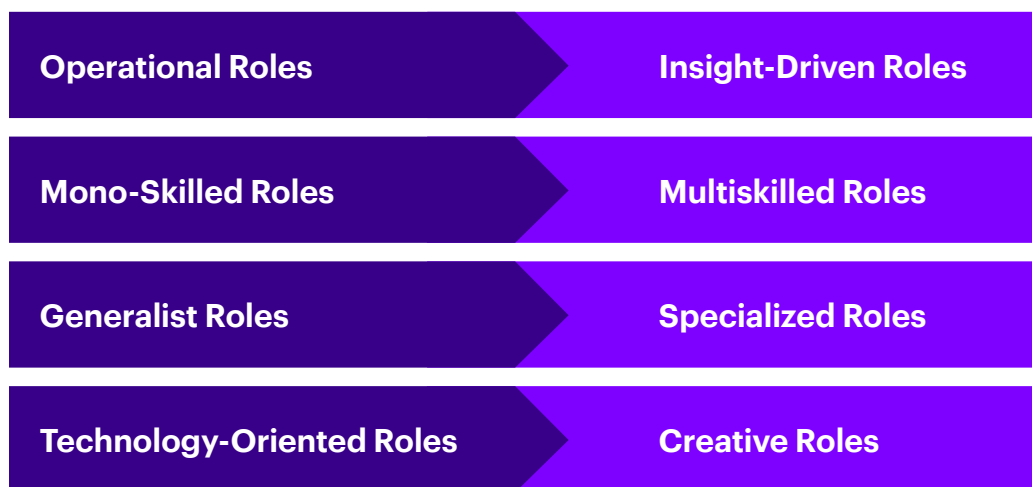 Operational Roles
Insight-Driven Roles
Mono-Skilled Roles
Multiskilled Roles
Generalist Roles
Specialized Roles
Technology-Oriented Roles
Creative Roles